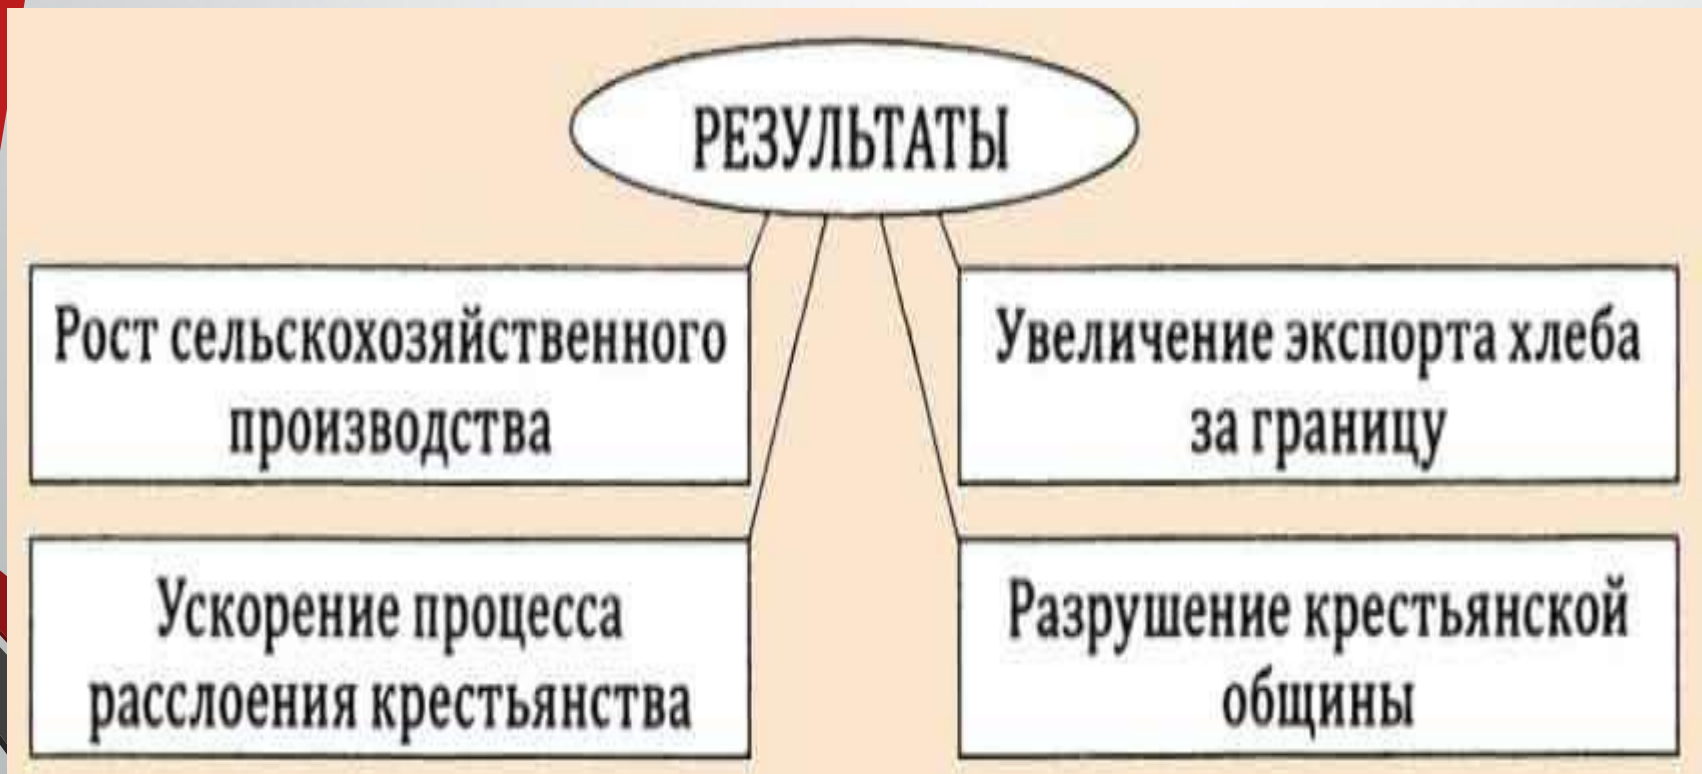 РЕЗУЛЬТАТЫ
Рост сельскохозяйственного
производства
Увеличение экспорта хлеба
за границу
Ускорение процесса
расслоения крестьянства
Разрушение крестьянской
общины